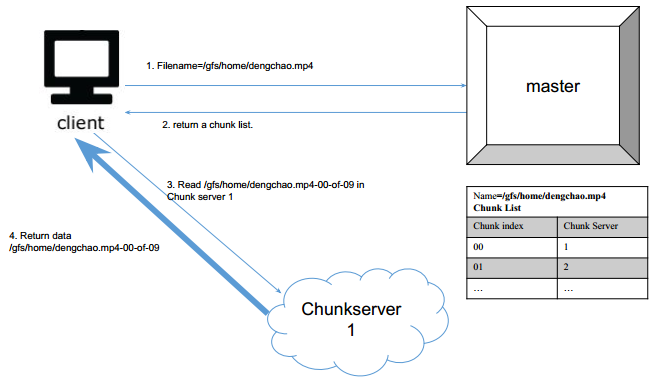 1. Filename=/gfs/home/dengchao.mp4
master
client
2. return a chunk list.
3. Read /gfs/home/dengchao.mp4-00-of-09 in
Chunk server 1
4. Return data
/gfs/home/dengchao.mp4-00-of-09
Chunkserver
1
Name=/gfs/home/dengchao.mp4
Chunk List
Chunk index Chunk Server
00 1
01 2
... ...